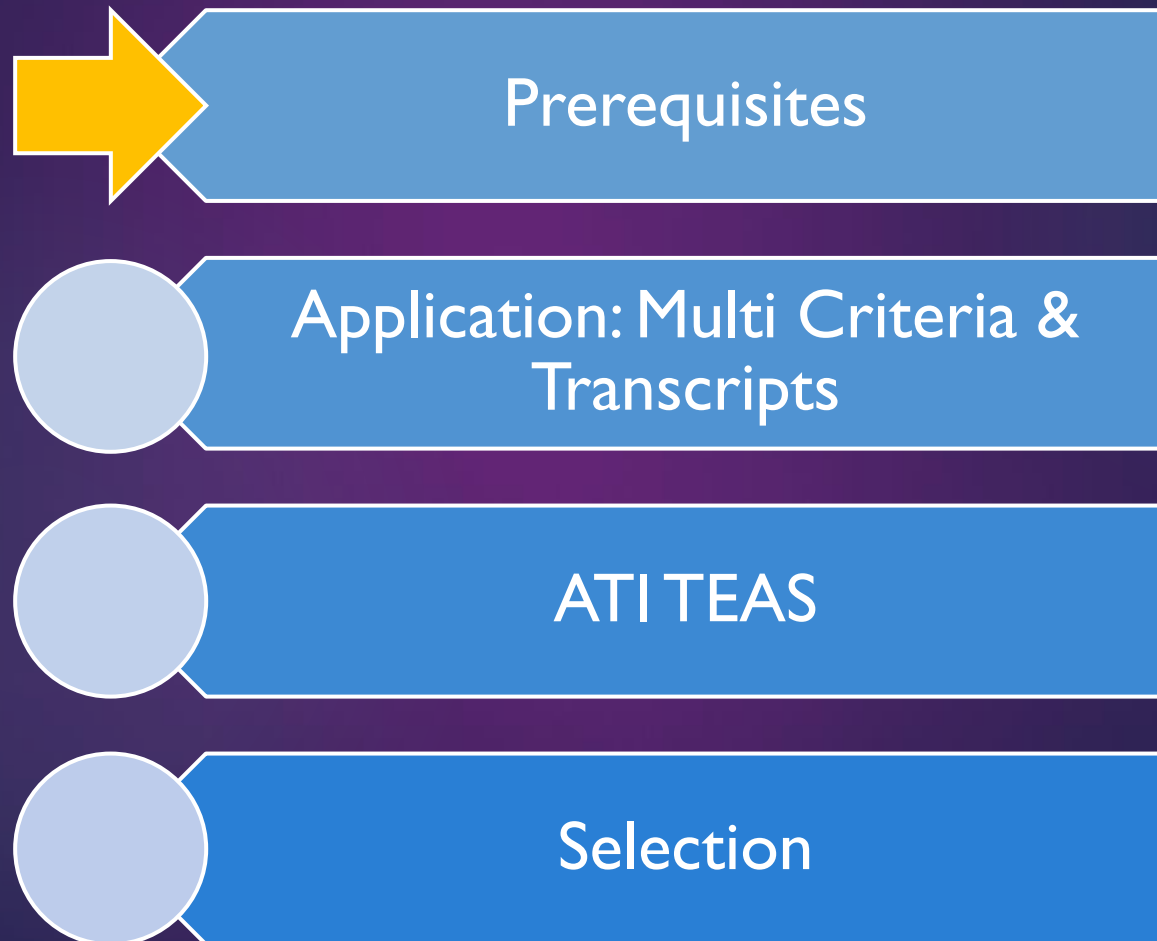 Prerequisites
Application: Multi Criteria &
Transcripts
ATI TEAS
Selection